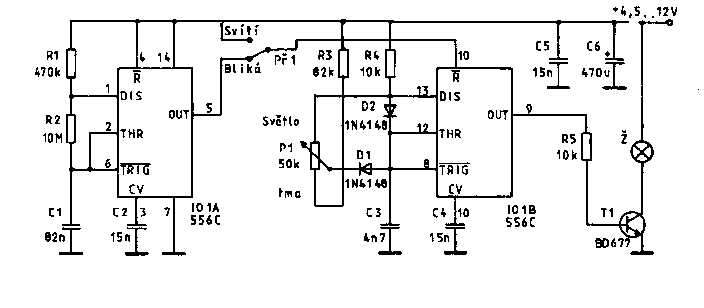 *4,5..12V
Svítí
Bliká
Př1
R1
470k
R2
10M
C1
82n
4
14
R
1
DIS
2
THR
6
TRIG
CV
OUT
5
IO1A
556C
C2
3
7
15n
R3
82k
R4
10k
Světlo
P1
50k
tma
D2
1N4148
D1
1N4148
C3
4n7
10
R
13
DIS
12
THR
8
TRIG
CV
OUT
9
IO1B
556C
C4
10
15n
C5
15n
C6
470u
R5
10k
Ž
T1
BD677